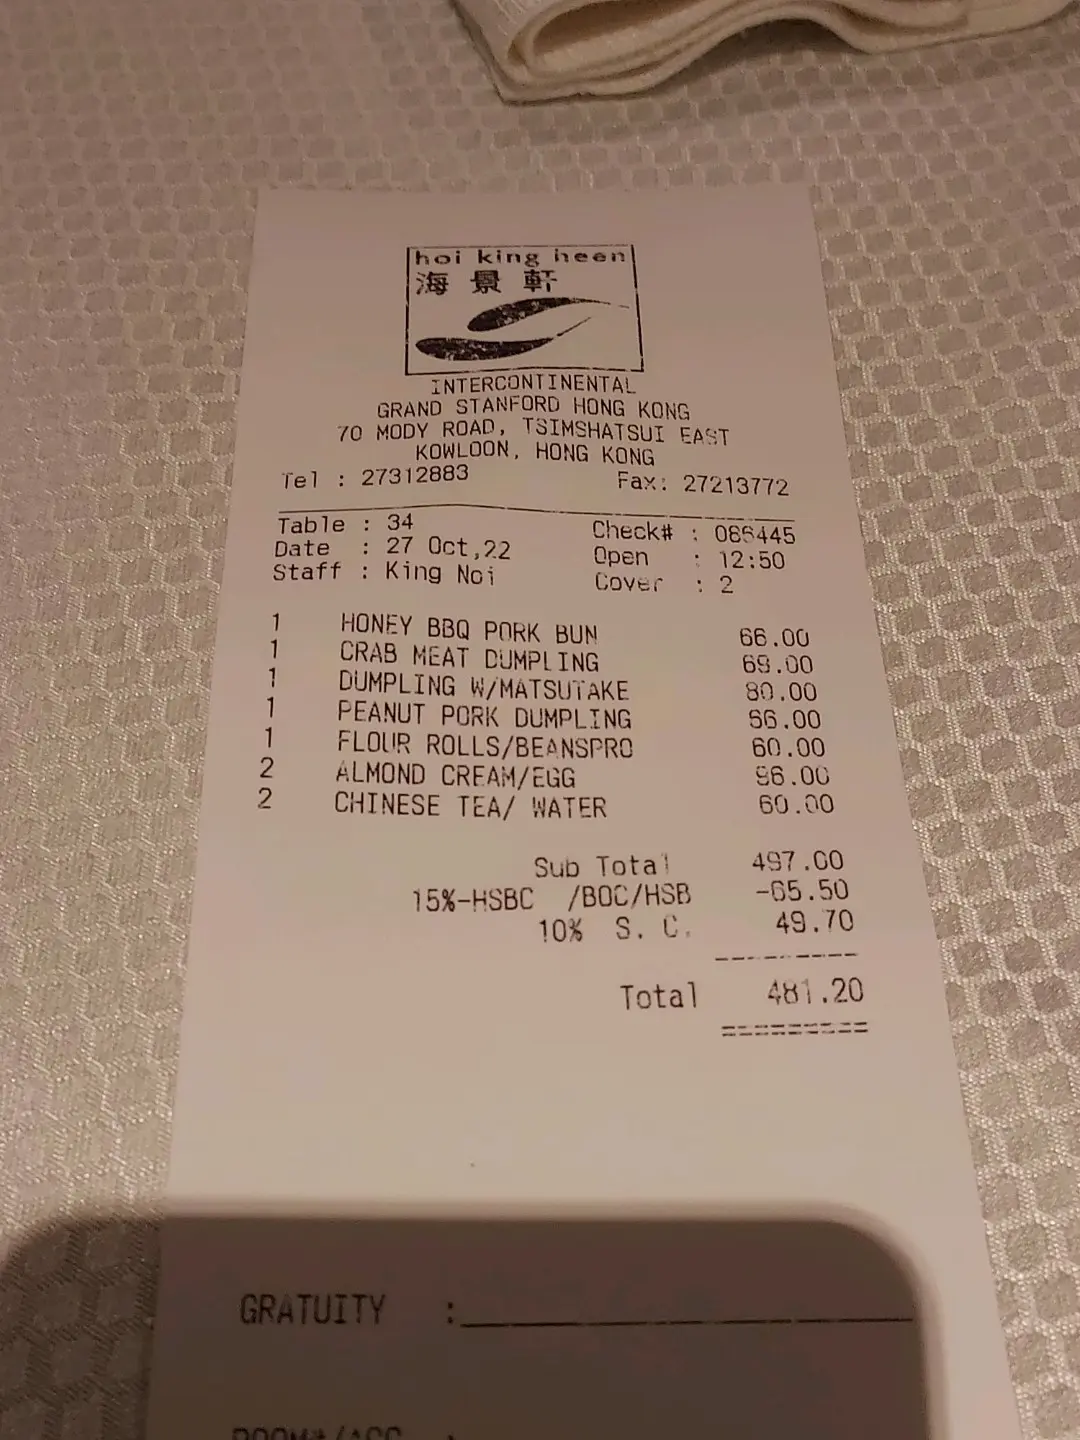 hoi king heen
海景軒
INTERCONTINENTAL
GRAND STANFORD HONG KONG
70 MODY ROAD, TSIMSHATSUI EAST
KOWLOON, HONG KONG
Tel : 27312883 Fax: 27213772
Table : 34 Check# : 086445
Date : 27 Oct,22 Open : 12:50
Staff : King Noi Cover : 2
1 HONEY BBQ PORK BUN 66.00
1 CRAB MEAT DUMPLING 69.00
1 DUMPLING W/MATSUTAKE 80.00
1 PEANUT PORK DUMPLING 66.00
1 FLOUR ROLLS/BEANSPRO 60.00
2 ALMOND CREAM/EGG 96.00
2 CHINESE TEA/ WATER 60.00
Sub Total 497.00
15%-HSBC /BOC/HSB -65.50
10% S. C. 49.70
Total 481.20
GRATUITY :